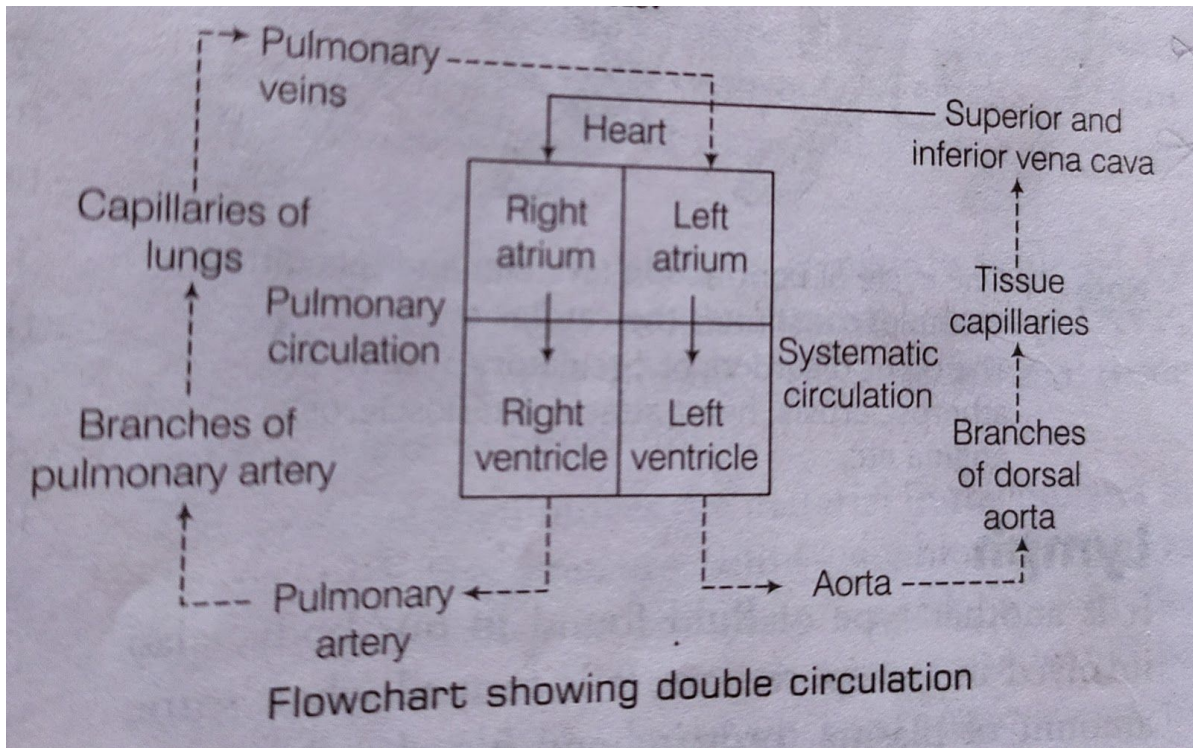 Pulmonary
veins
Heart
Superior and
inferior vena cava
Capillaries of
lungs
Right
atrium
Left
atrium
Tissue
capillaries
Pulmonary
circulation
Systematic
circulation
Branches of
pulmonary artery
Right
ventricle
Left
ventricle
Branches
of dorsal
aorta
Pulmonary
artery
Aorta
Flowchart showing double circulation